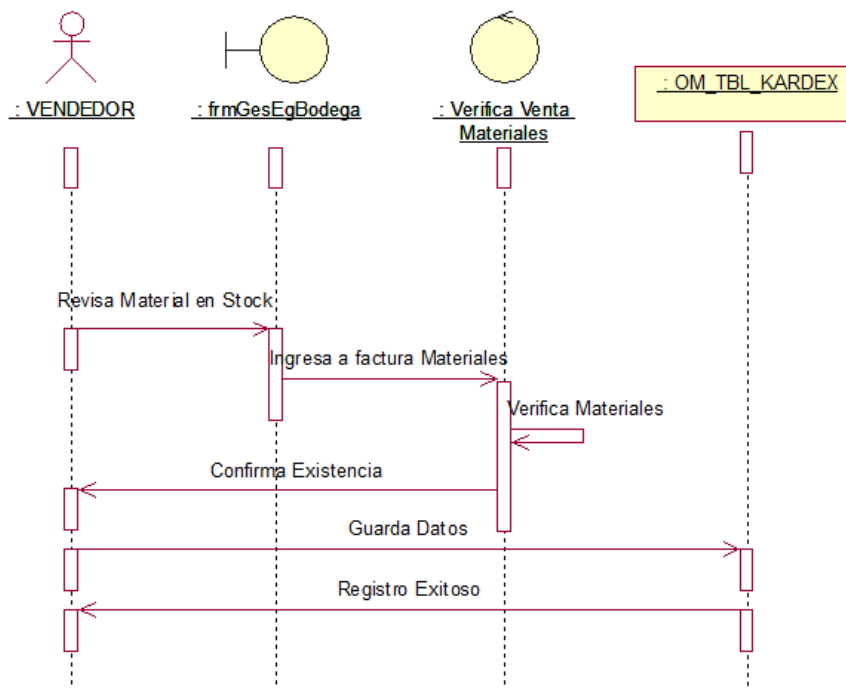 : VENDEDOR
: frmGesEgBodega
: Verifica Venta
Materiales
: OM_TBL_KARDEX
Revisa Material en Stock
Ingresa a factura Materiales
Verifica Materiales
Confirma Existencia
Guarda Datos
Registro Exitoso